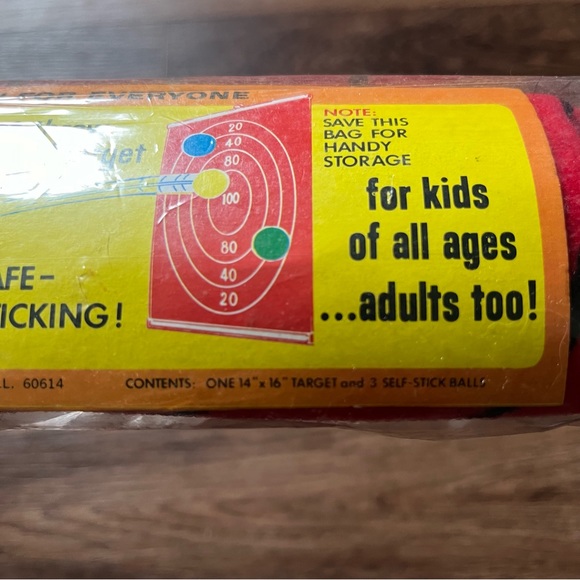 FOR EVERYONE
get
NOTE:
SAVE THIS
BAG FOR
HANDY
STORAGE
20
40
80
100
80
40
20
for kids
of all ages
...adults too!
AFE-
ICKING!
L. 60614
CONTENTS: ONE 14" x 16" TARGET and 3 SELF-STICK BALLS